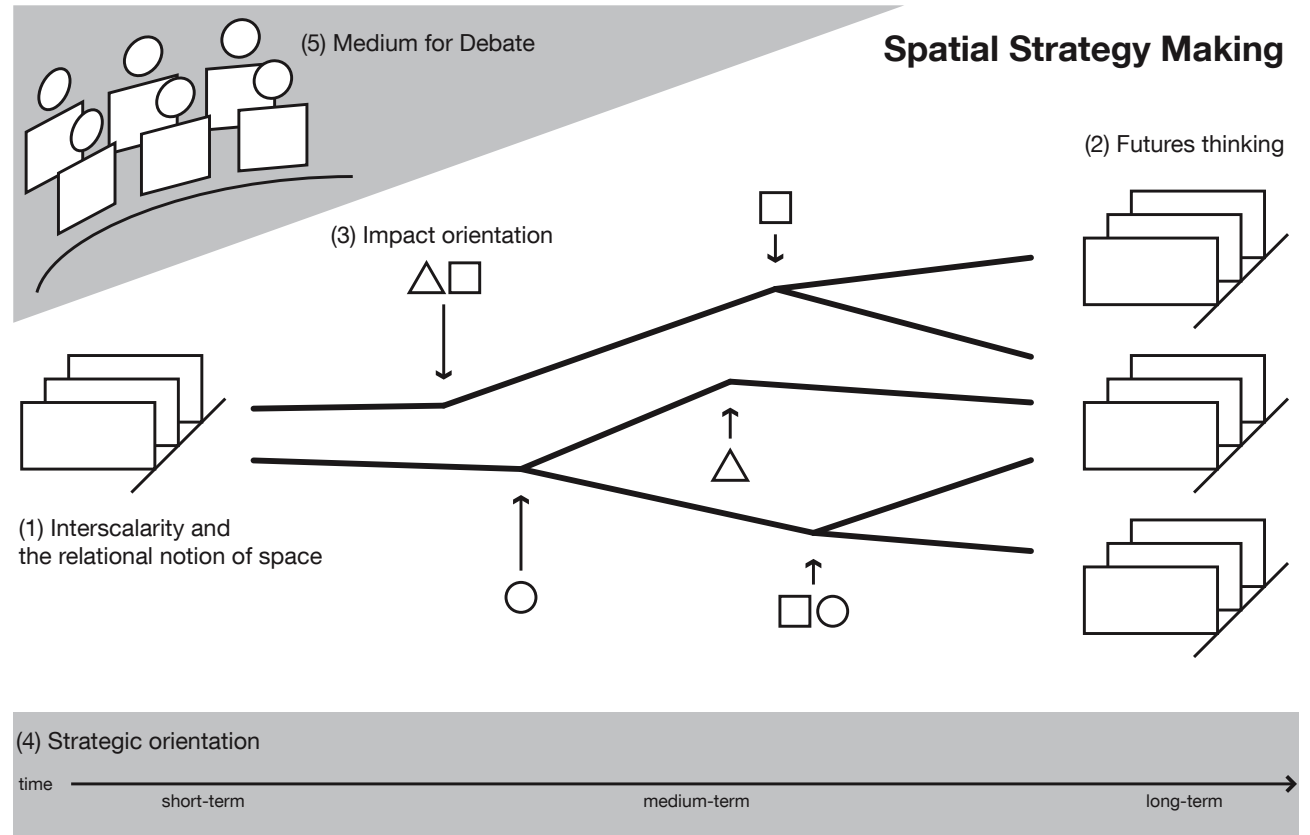 (5) Medium for Debate
Spatial Strategy Making
(2) Futures thinking
(3) Impact orientation
(1) Interscalarity and
the relational notion of space
(4) Strategic orientation
time
short-term
medium-term
long-term